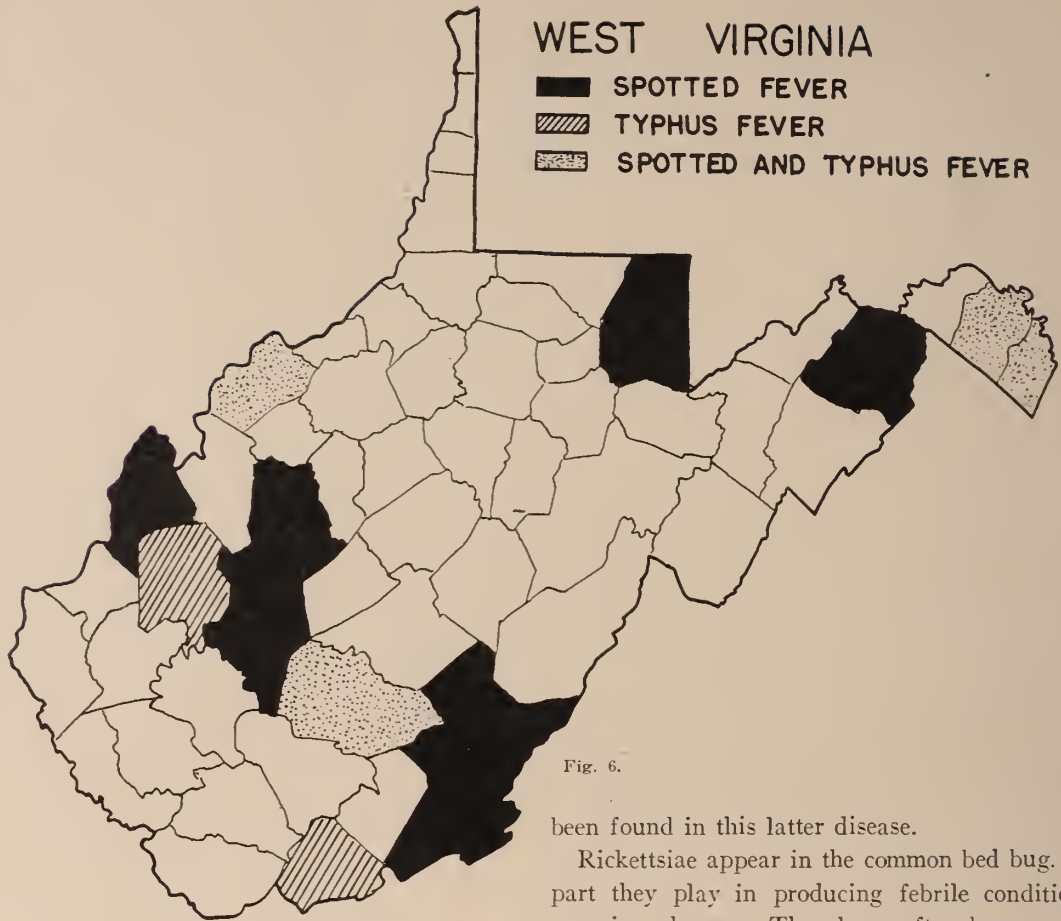 WEST VIRGINIA
SPOTTED FEVER
TYPHUS FEVER
SPOTTED AND TYPHUS FEVER
Fig. 6.
been found in this latter disease.
Rickettsiae appear in the common bed bug.
part they play in producing febrile conditio